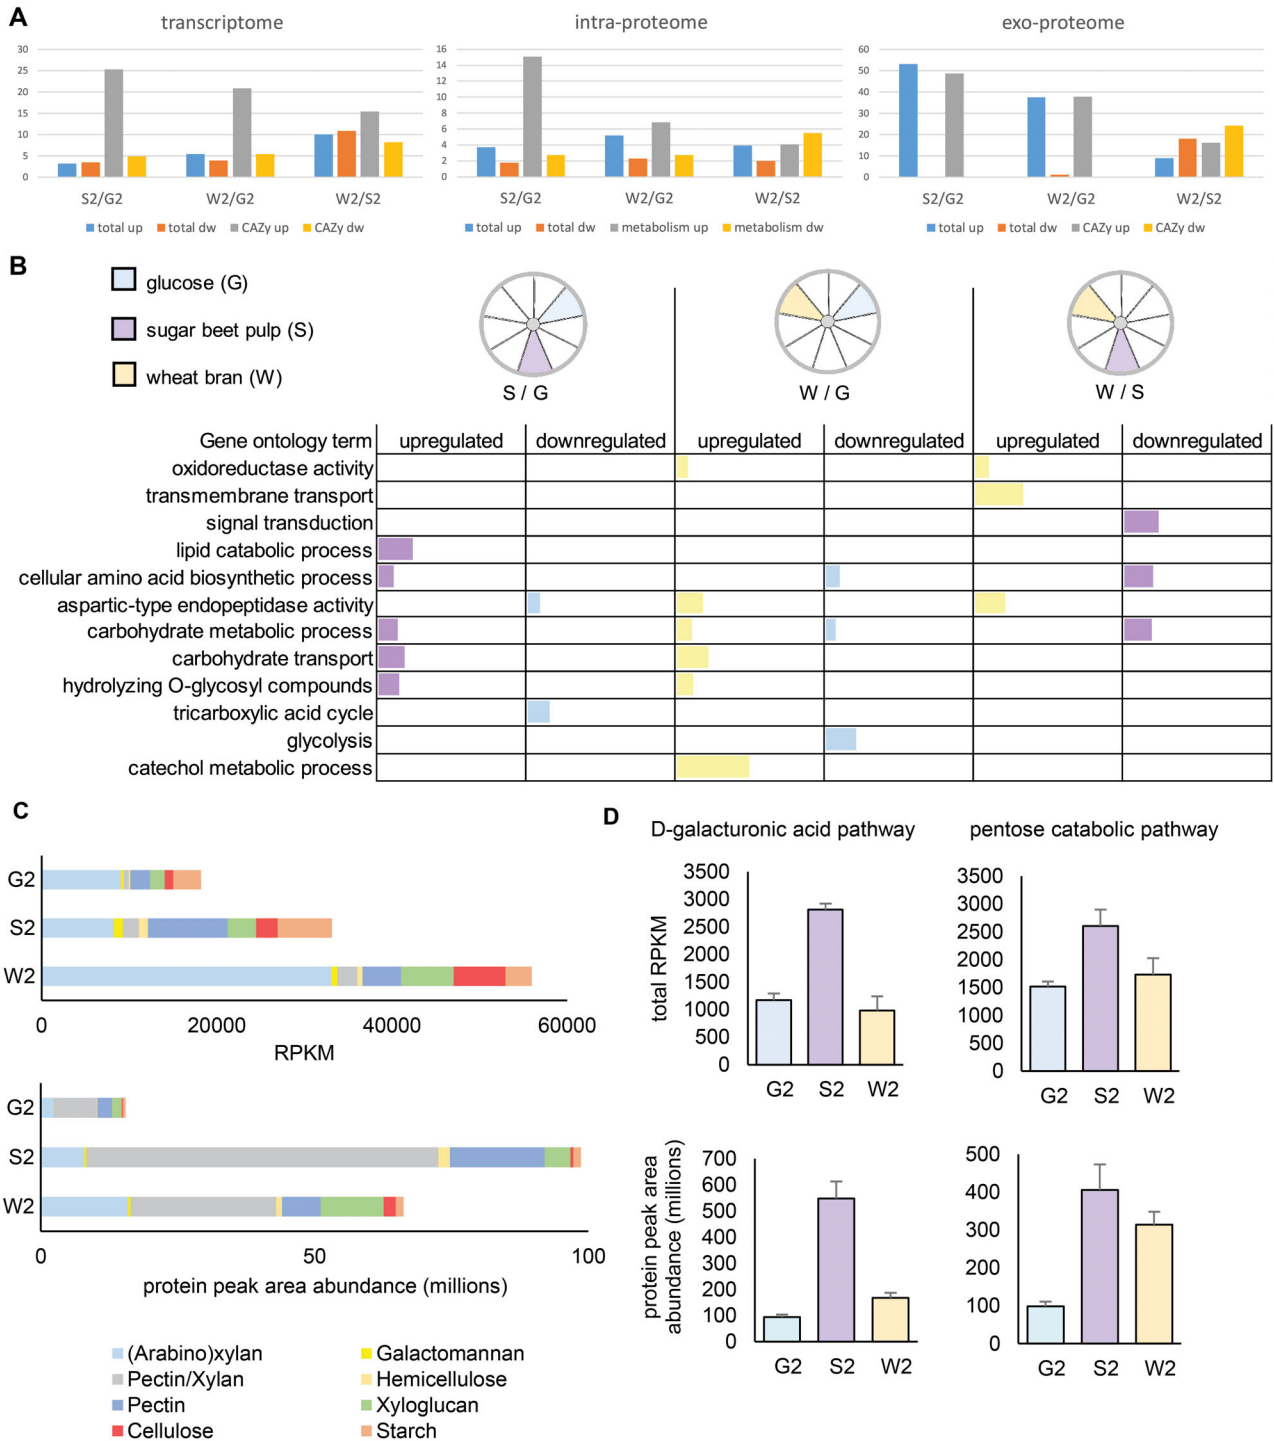 A
transcriptome
intra-proteome
exo-proteome
30
25
20
15
10
5
0
S2/G2
W2/G2
W2/S2
total up
total dw
CAZy up
CAZy dw
16
14
12
10
8
6
4
2
0
S2/G2
W2/G2
W2/S2
total up
total dw
metabolism up
metabolism dw
60
50
40
30
20
10
0
S2/G2
W2/G2
W2/S2
total up
total dw
CAZy up
CAZy dw
B
glucose (G)
sugar beet pulp (S)
wheat bran (W)
S / G
W / G
W / S
Gene ontology term
upregulated
downregulated
upregulated
downregulated
upregulated
downregulated
oxidoreductase activity
transmembrane transport
signal transduction
lipid catabolic process
cellular amino acid biosynthetic process
aspartic-type endopeptidase activity
carbohydrate metabolic process
carbohydrate transport
hydrolyzing O-glycosyl compounds
tricarboxylic acid cycle
glycolysis
catechol metabolic process
C
G2
S2
W2
0
20000
40000
60000
RPKM
G2
S2
W2
0
50
100
protein peak area abundance (millions)
(Arabino)xylan
Galactomannan
Pectin/Xylan
Hemicellulose
Pectin
Xyloglucan
Cellulose
Starch
D
D-galacturonic acid pathway
pentose catabolic pathway
total RPKM
3500
3000
2500
2000
1500
1000
500
0
G2
S2
W2
3500
3000
2500
2000
1500
1000
500
0
G2
S2
W2
protein peak area
abundance (millions)
700
600
500
400
300
200
100
0
G2
S2
W2
500
400
300
200
100
0
G2
S2
W2